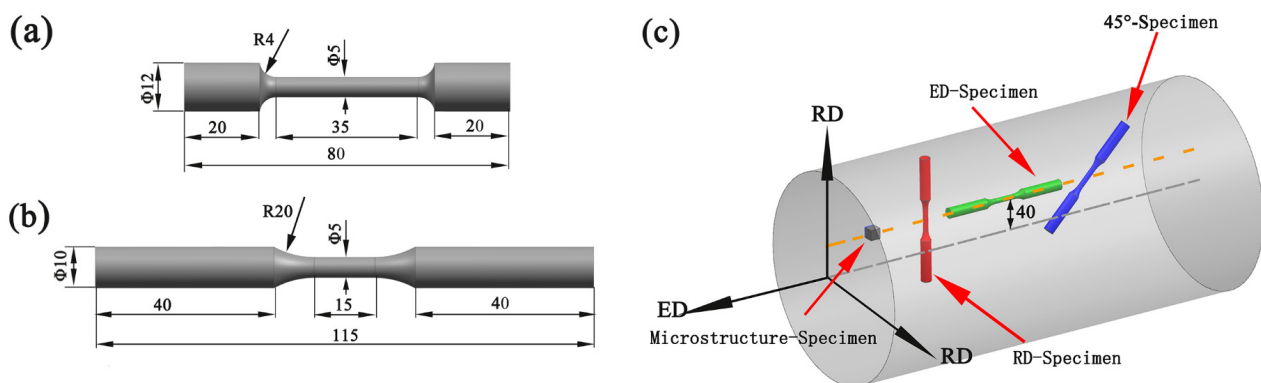 (a)
R4
Φ5
Φ12
20
35
20
80
(b)
R20
Φ5
Φ10
40
15
40
115
(c)
45°-Specimen
ED-Specimen
RD
40
ED
Microstructure-Specimen
RD
RD-Specimen